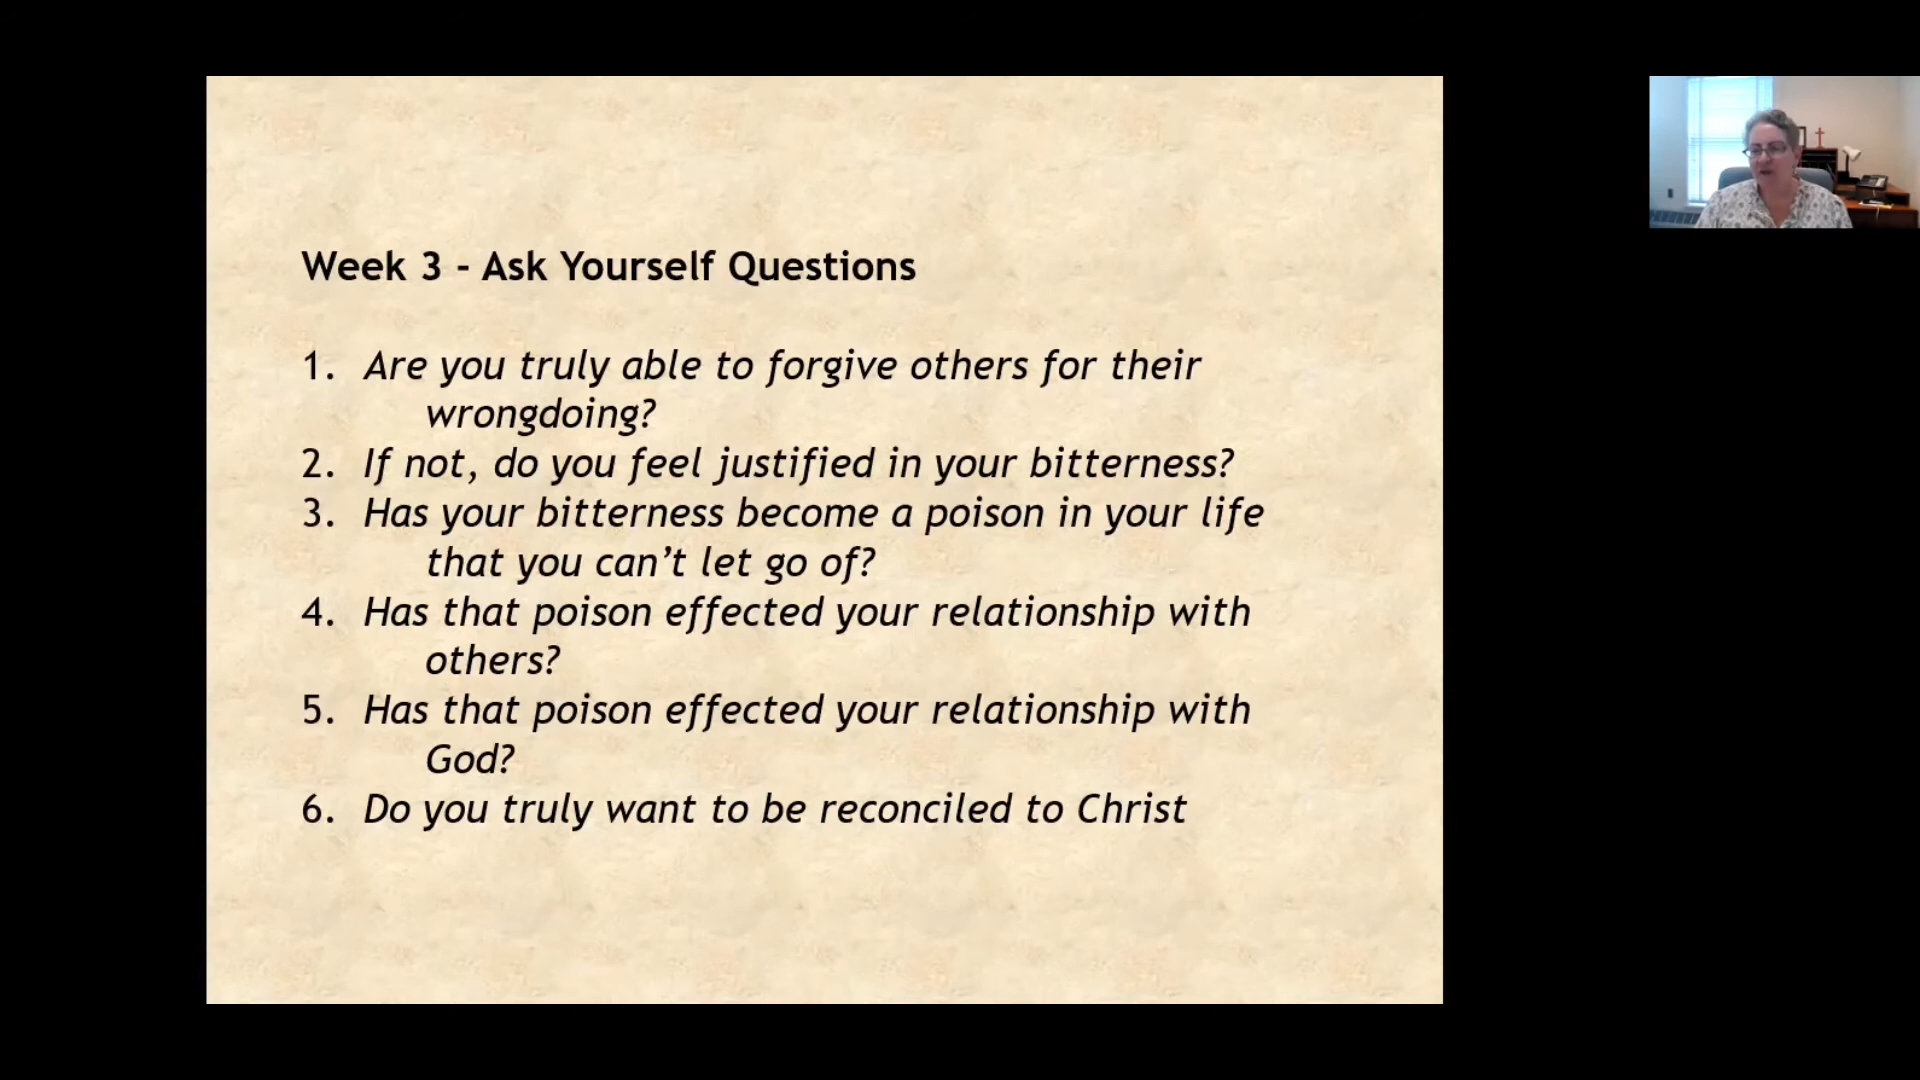 Week 3 - Ask Yourself Questions
1. Are you truly able to forgive others for their
wrongdoing?
2. If not, do you feel justified in your bitterness?
3. Has your bitterness become a poison in your life
that you can’t let go of?
4. Has that poison effected your relationship with
others?
5. Has that poison effected your relationship with
God?
6. Do you truly want to be reconciled to Christ